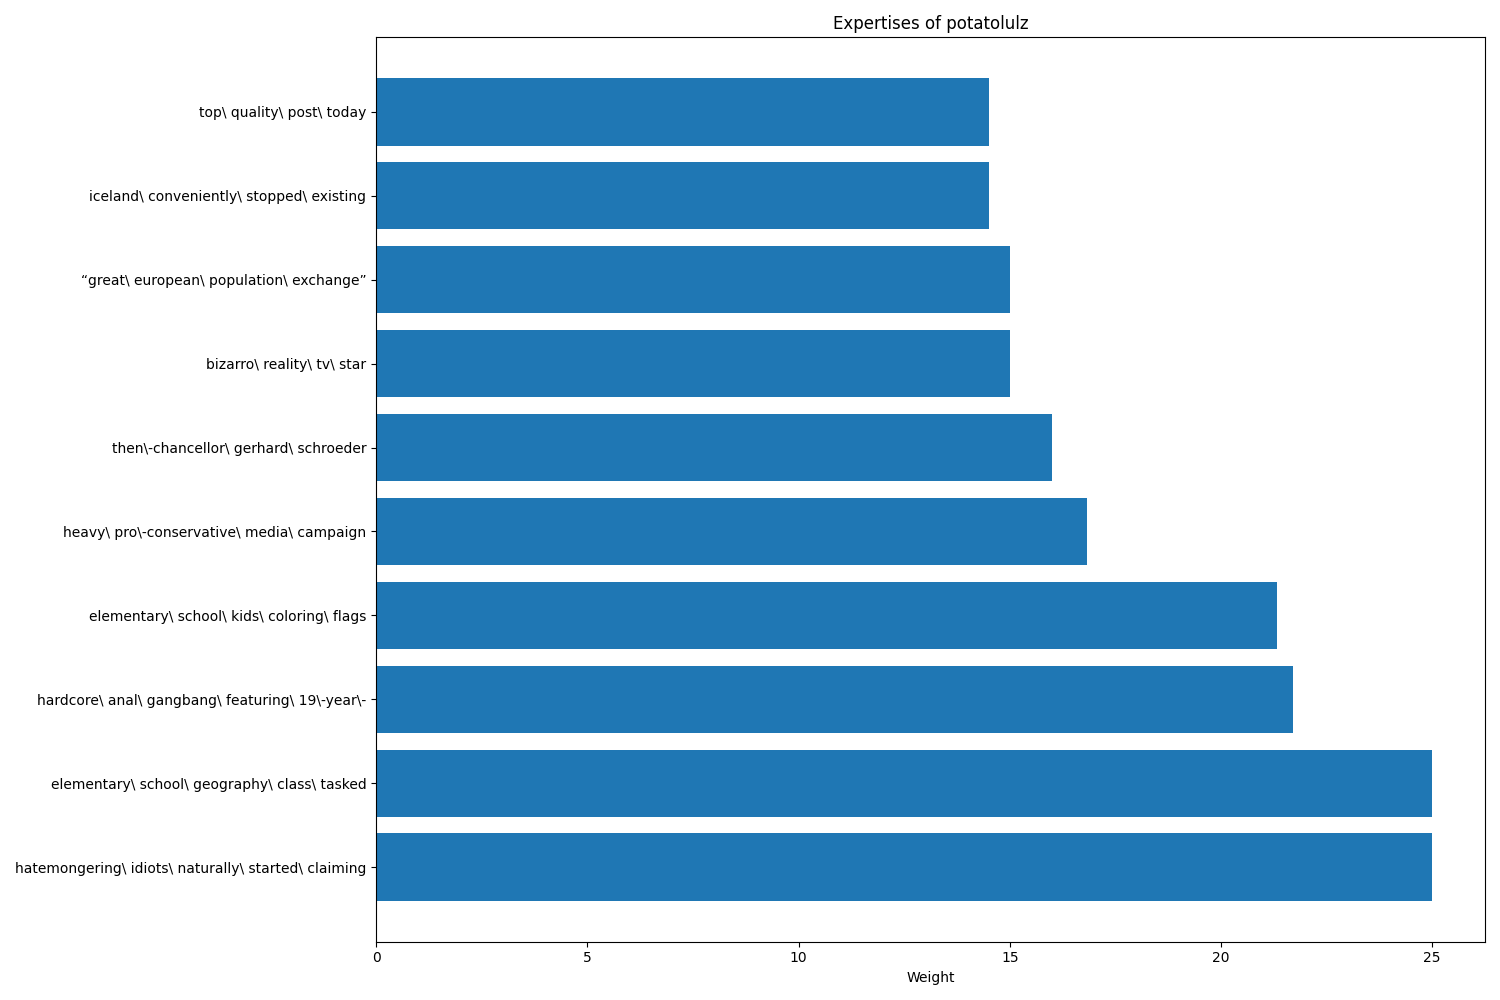 Expertises of potatolulz
top\ quality\ post\ today
iceland\ conveniently\ stopped\ existing
“great\ european\ population\ exchange”
bizarro\ reality\ tv\ star
then\-chancellor\ gerhard\ schroeder
heavy\ pro\-conservative\ media\ campaign
elementary\ school\ kids\ coloring\ flags
hardcore\ anal\ gangbang\ featuring\ 19\-year\-
elementary\ school\ geography\ class\ tasked
hatemongering\ idiots\ naturally\ started\ claiming
0 5 10 15 20 25
Weight